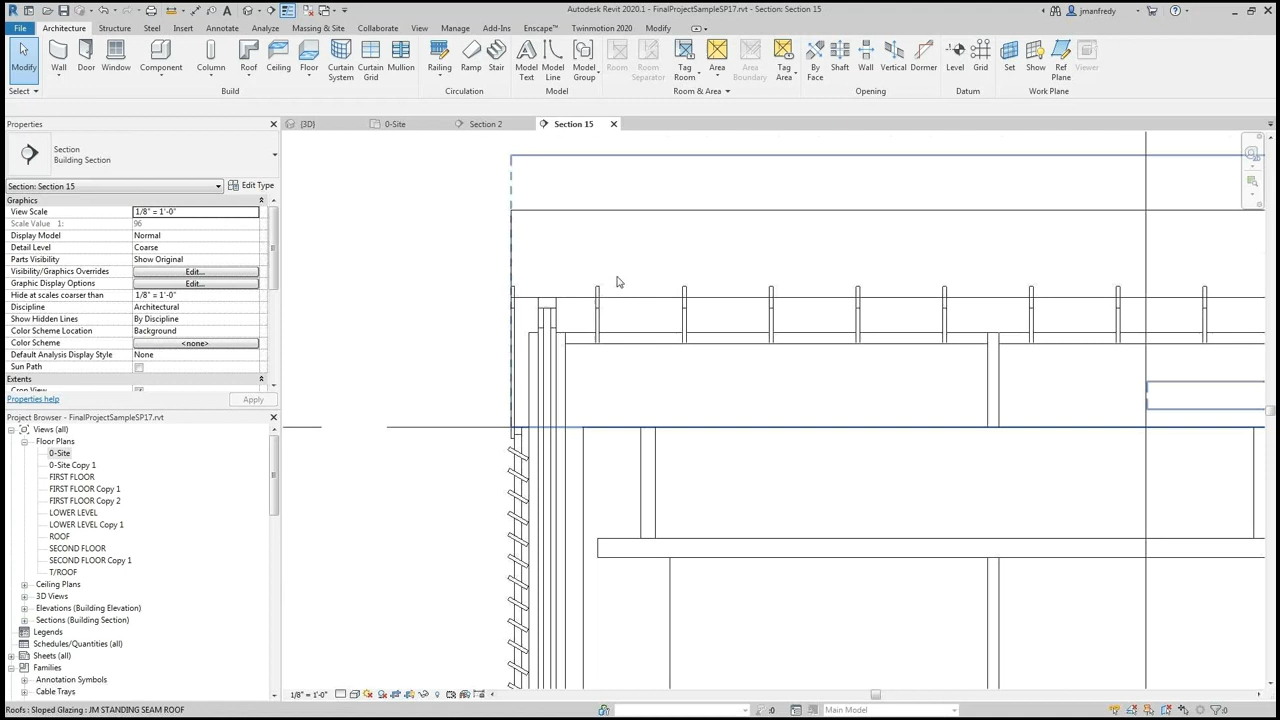 Autodesk Revit 2020.1 - FinalProjectSampleSP17.rvt - Section: Section 15
jmanfredy
File Architecture Structure Steel Insert Annotate Analyze Massing & Site Collaborate View Manage Add-Ins Enscape™ Twinmotion 2020 Modify
Modify Wall Door Window Component Column Roof Ceiling Floor Curtain System Curtain Grid Mullion Railing Ramp Stair Model Text Model Line Model Group Room Room Separator Tag Room Area Area Boundary Tag Area By Face Shaft Wall Vertical Dormer Level Grid Set Show Ref Plane Viewer
Select Build Circulation Model Room & Area Opening Datum Work Plane
Properties
{3D} 0-Site Section 2 Section 15
Section
Building Section
Section: Section 15 Edit Type
Graphics
View Scale 1/8" = 1'-0"
Scale Value 1: 96
Display Model Normal
Detail Level Coarse
Parts Visibility Show Original
Visibility/Graphics Overrides Edit...
Graphic Display Options Edit...
Hide at scales coarser than 1/8" = 1'-0"
Discipline Architectural
Show Hidden Lines By Discipline
Color Scheme Location Background
Color Scheme <none>
Default Analysis Display Style None
Sun Path
Extents
Crop View
Properties help Apply
Project Browser - FinalProjectSampleSP17.rvt
Views (all)
Floor Plans
0-Site
0-Site Copy 1
FIRST FLOOR
FIRST FLOOR Copy 1
FIRST FLOOR Copy 2
LOWER LEVEL
LOWER LEVEL Copy 1
ROOF
SECOND FLOOR
SECOND FLOOR Copy 1
T/ROOF
Ceiling Plans
3D Views
Elevations (Building Elevation)
Sections (Building Section)
Legends
Schedules/Quantities (all)
Sheets (all)
Families
Annotation Symbols
Cable Trays
1/8" = 1'-0"
Roofs : Sloped Glazing : JM STANDING SEAM ROOF :0 Main Model :0